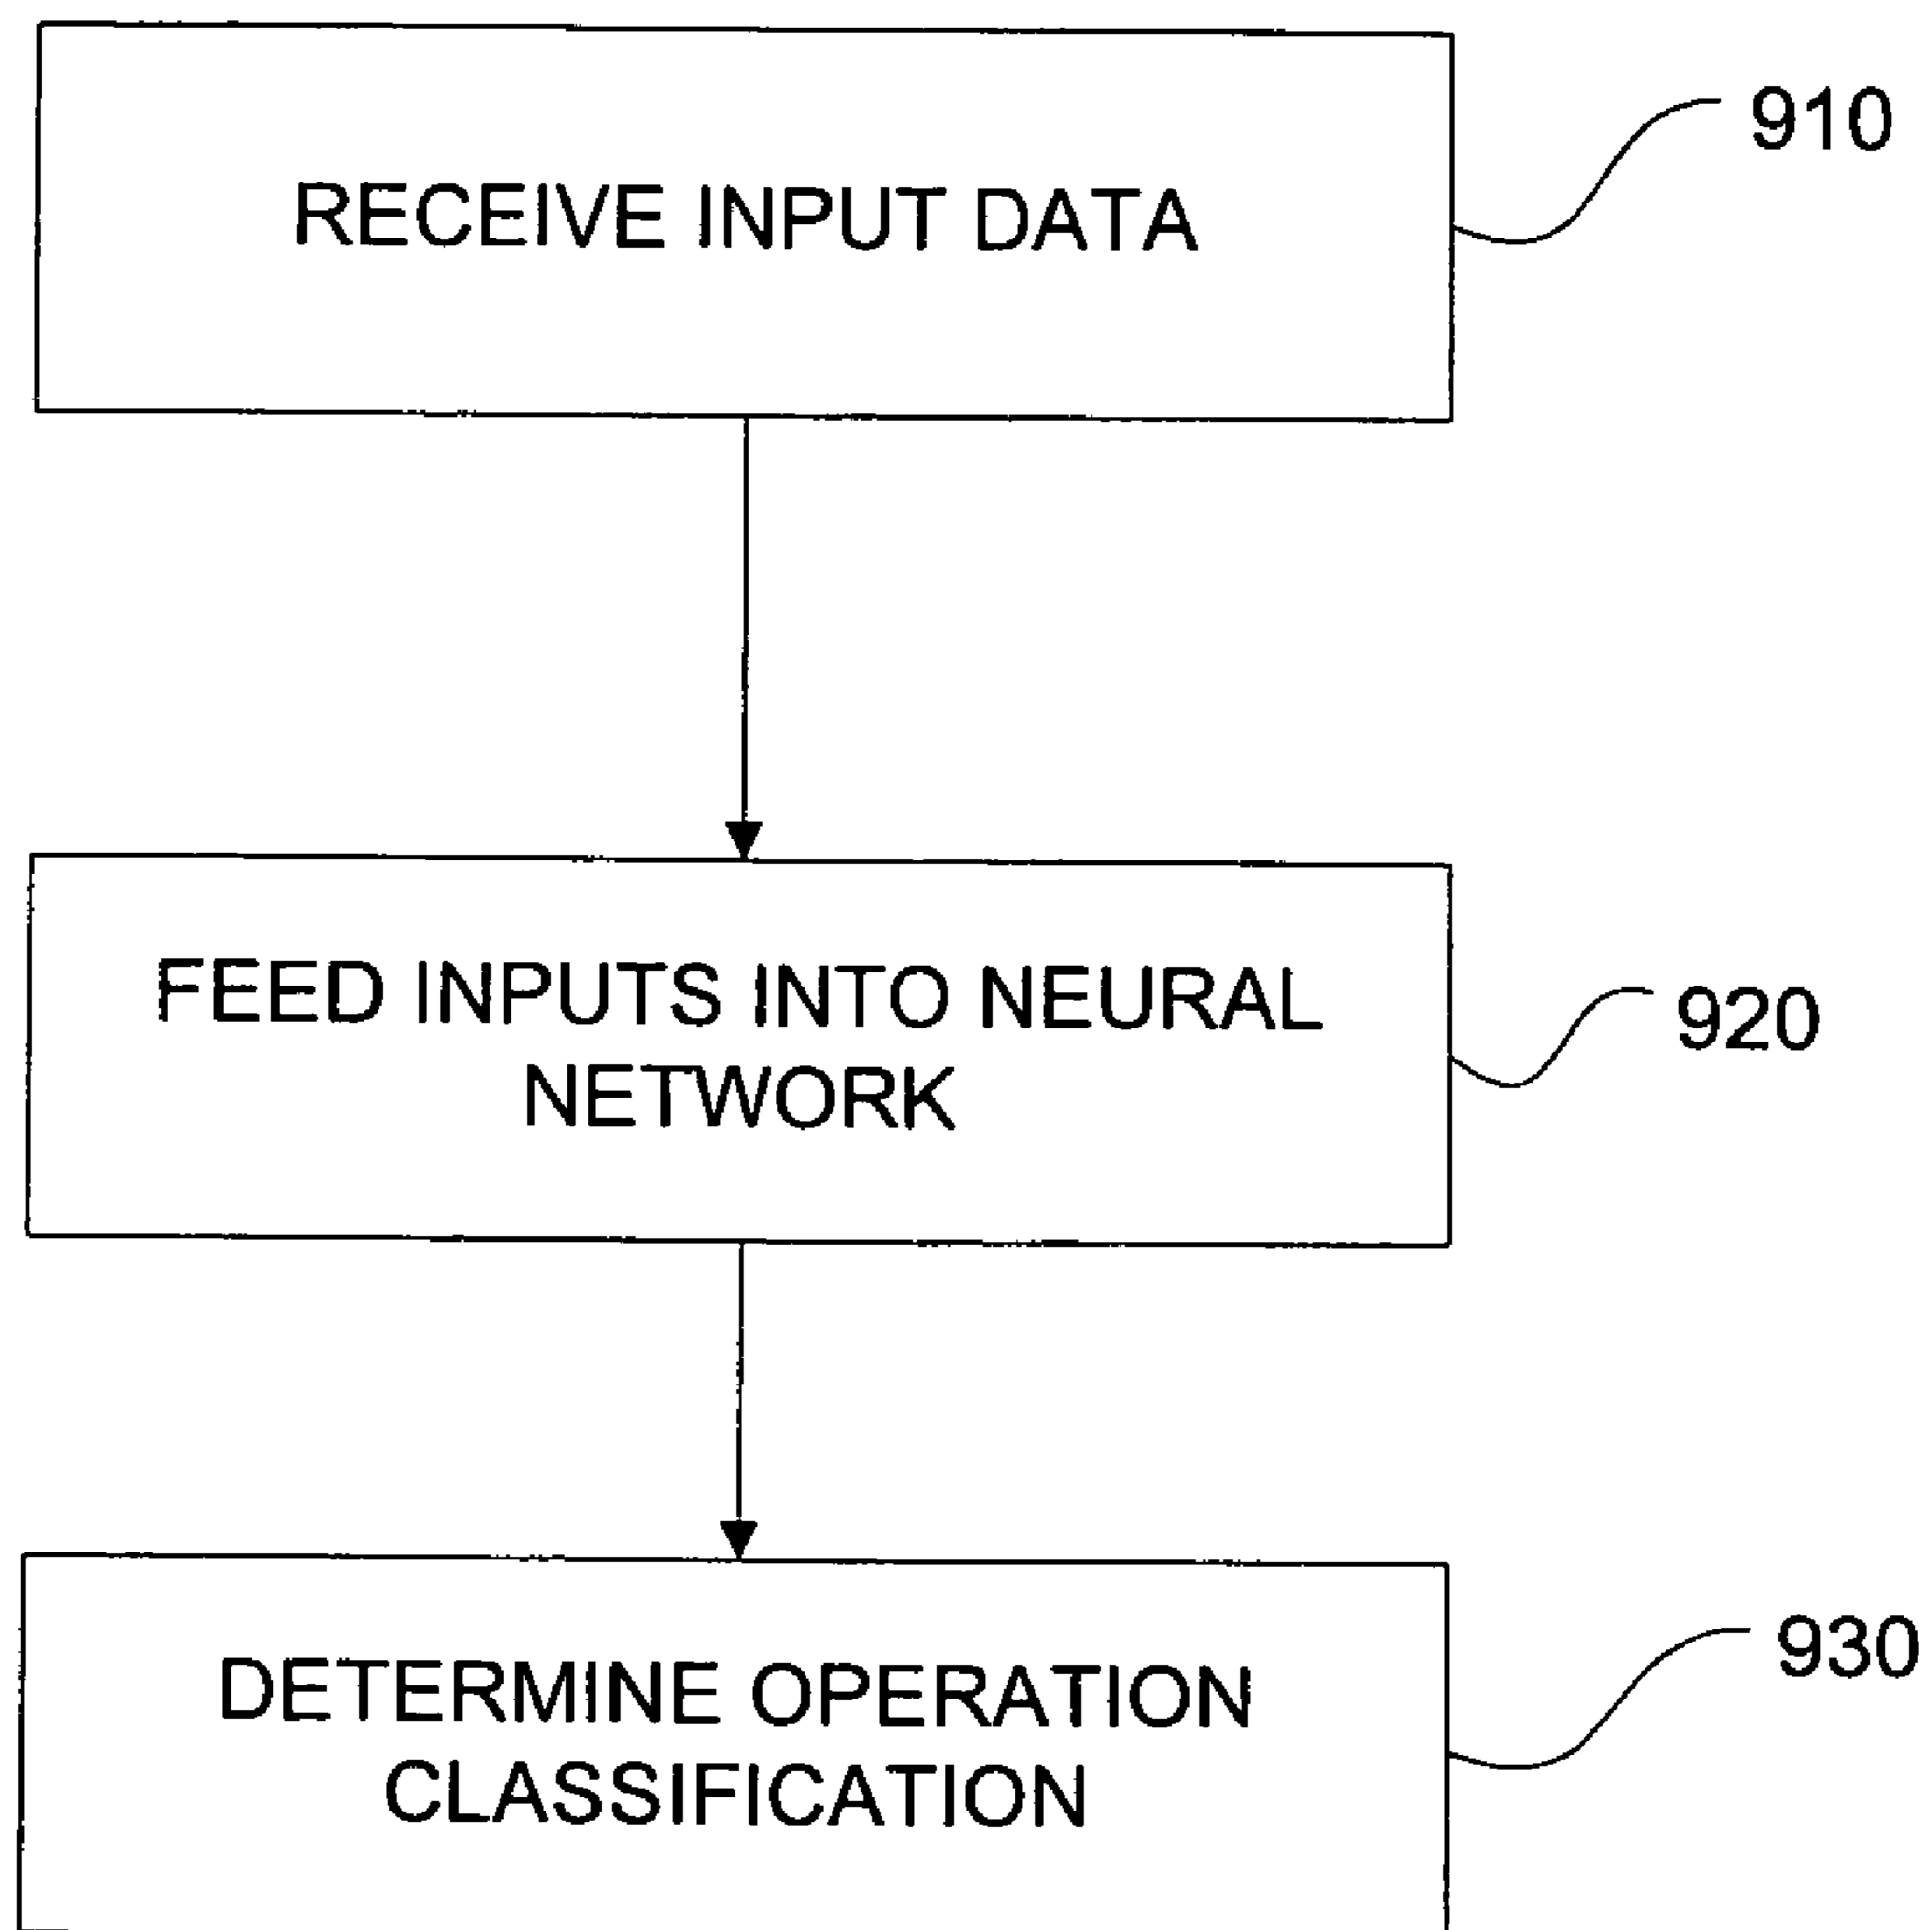 RECEIVE INPUT DATA
910
FEED INPUTS INTO NEURAL
NETWORK
920
DETERMINE OPERATION
CLASSIFICATION
930